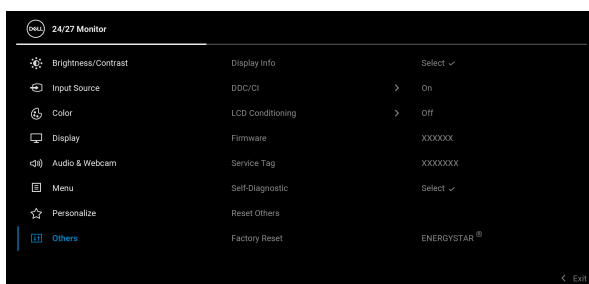 DELL 24/27 Monitor
Brightness/Contrast Display Info Select ✓
Input Source DDC/CI > On
Color LCD Conditioning > Off
Display Firmware XXXXXX
Audio & Webcam Service Tag XXXXXXX
Menu Self-Diagnostic Select ✓
Personalize Reset Others
Others Factory Reset ENERGYSTAR ®
< Exit